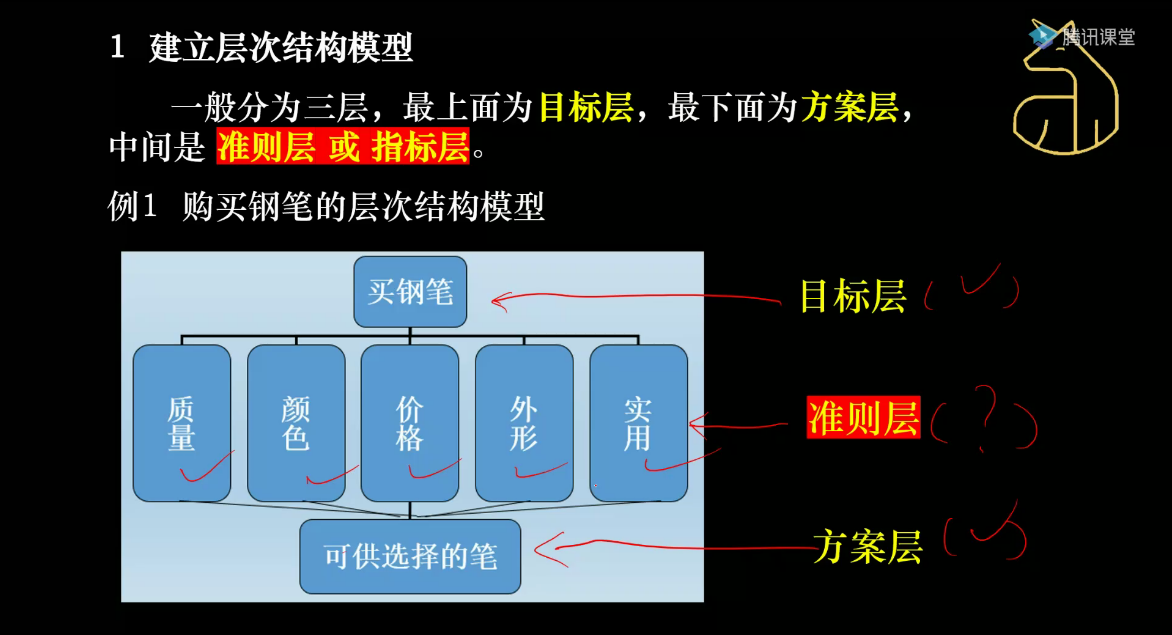 腾讯课堂
1 建立层次结构模型
一般分为三层，最上面为目标层，最下面为方案层，
中间是 准则层 或 指标层。
例1 购买钢笔的层次结构模型
买钢笔
目标层 (✓)
质量
颜色
价格
外形
实用
准则层 (?)
可供选择的笔
方案层 (✓)